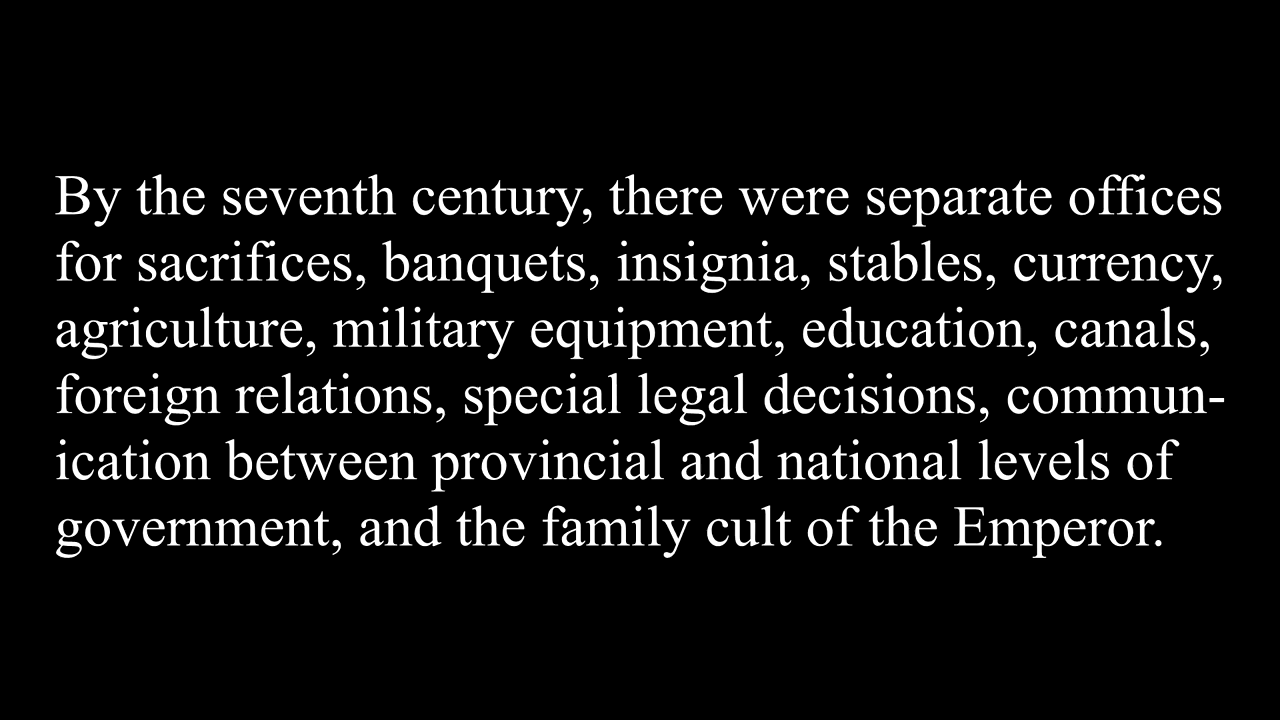 By the seventh century, there were separate offices
for sacrifices, banquets, insignia, stables, currency,
agriculture, military equipment, education, canals,
foreign relations, special legal decisions, commun-
ication between provincial and national levels of
government, and the family cult of the Emperor.